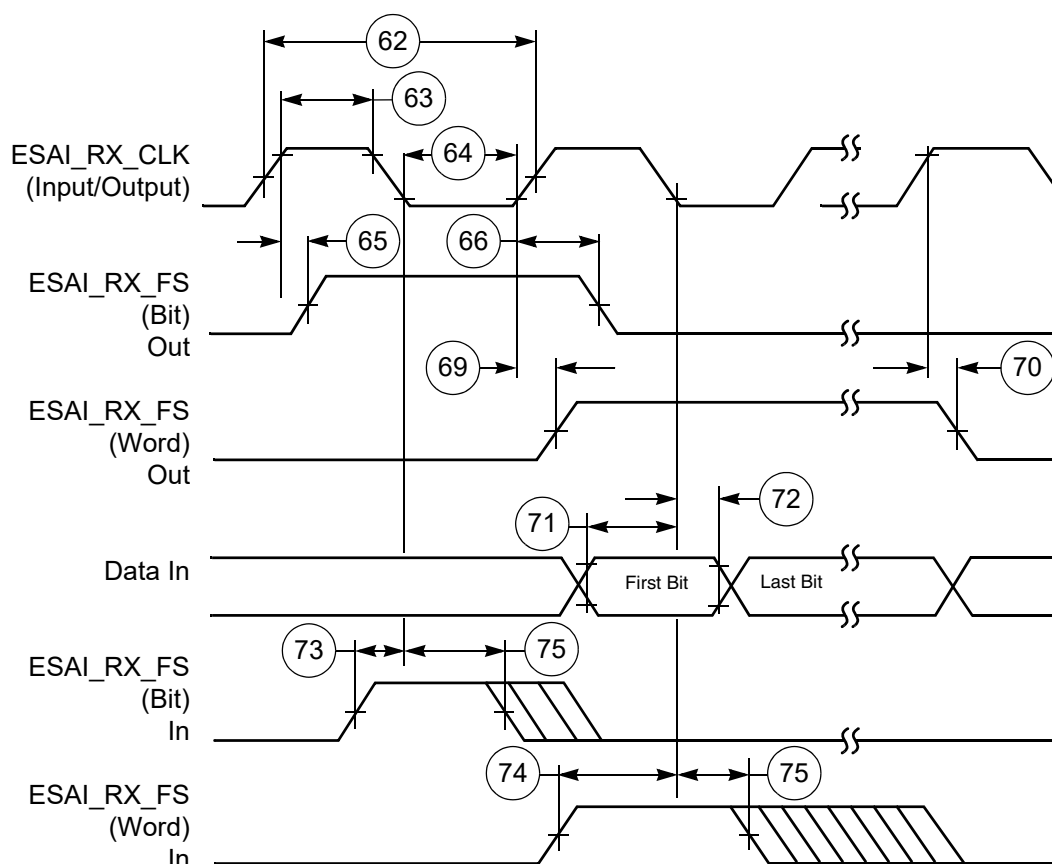 62
63
ESAI_RX_CLK
(Input/Output)
64
65
66
ESAI_RX_FS
(Bit)
Out
69
70
ESAI_RX_FS
(Word)
Out
71
72
Data In
First Bit
Last Bit
73
75
ESAI_RX_FS
(Bit)
In
74
75
ESAI_RX_FS
(Word)
In